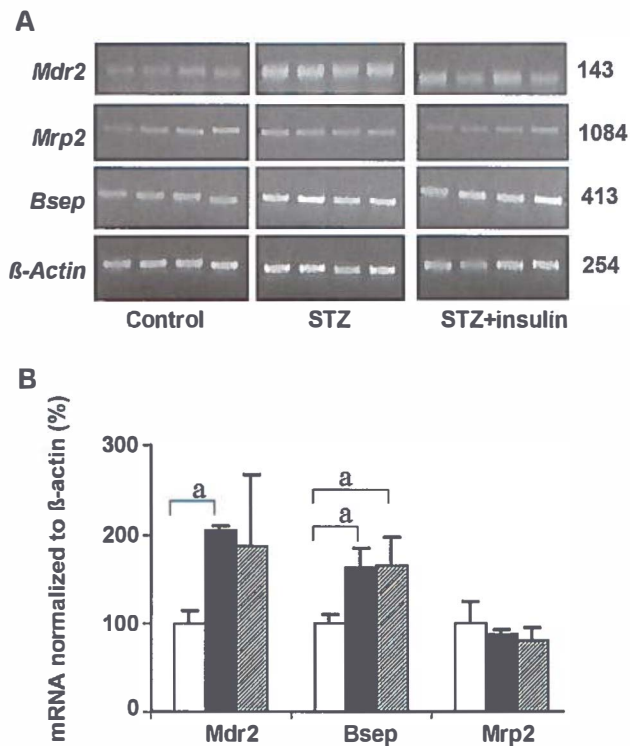 A
Mdr2 143
Mrp2 1084
Bsep 413
ß-Actin 254
Control STZ STZ+insulín
B
mRNA normalized to ß-actin (%)
300
a
a
200
a
100
0
Mdr2 Bsep Mrp2